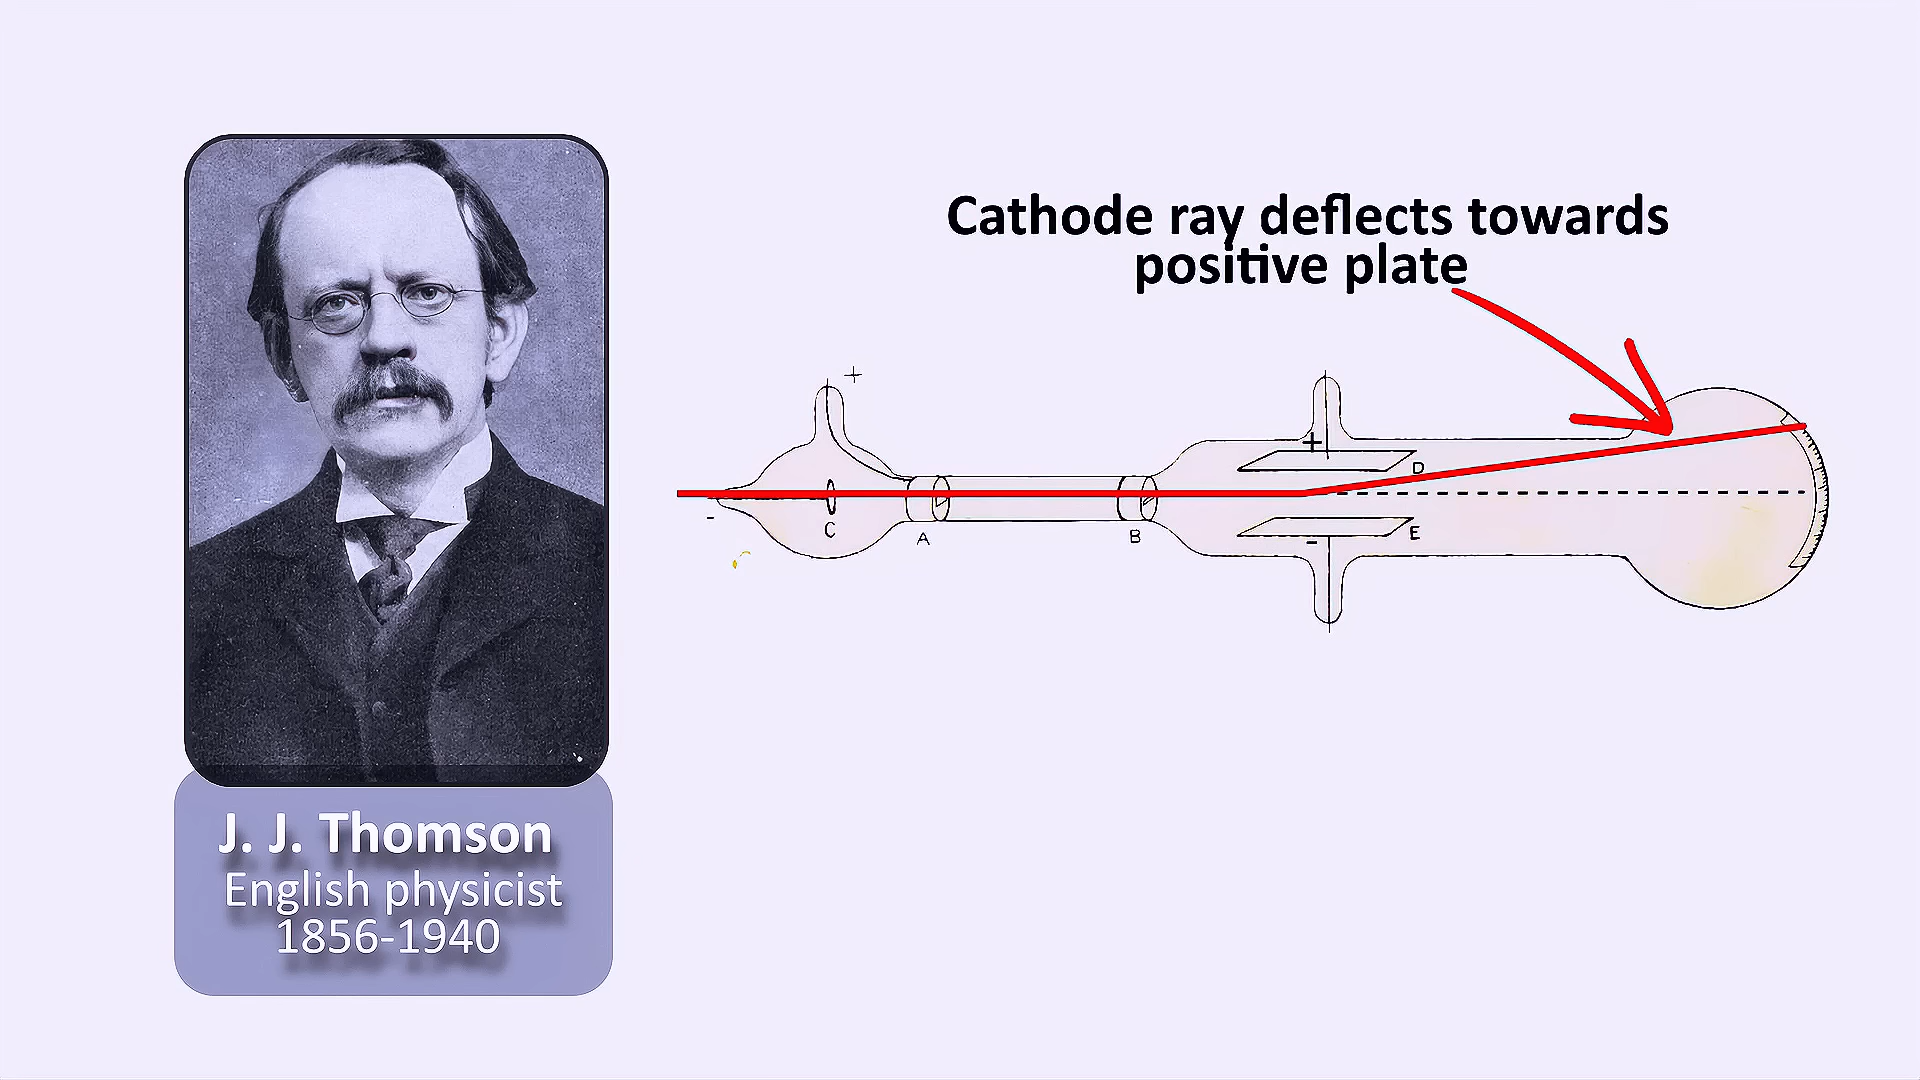 Cathode ray deflects towards
positive plate
+
+
D
-
C
A
B
-
E
J. J. Thomson
English physicist
1856-1940